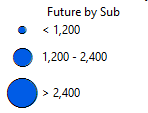 Future by Sub
< 1,200
1,200 - 2,400
> 2,400